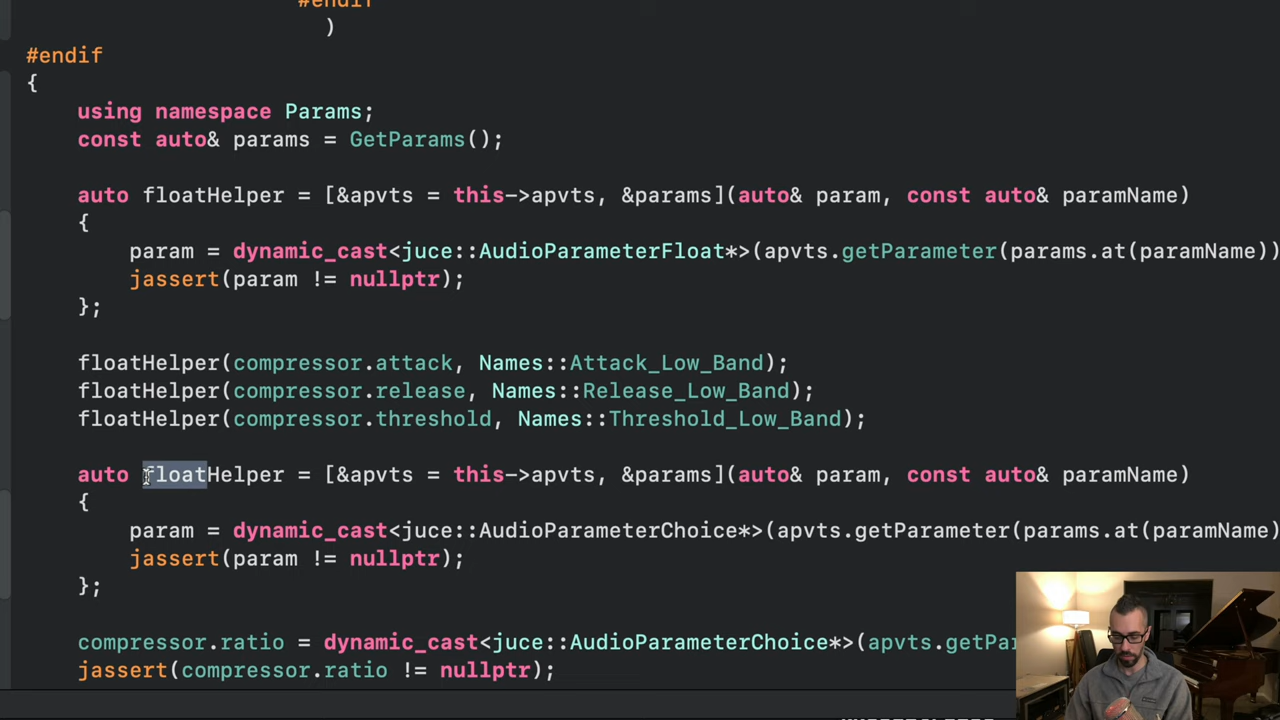 #endif
)
#endif
{
using namespace Params;
const auto& params = GetParams();
auto floatHelper = [&apvts = this->apvts, &params](auto& param, const auto& paramName)
{
param = dynamic_cast<juce::AudioParameterFloat*>(apvts.getParameter(params.at(paramName))
jassert(param != nullptr);
};
floatHelper(compressor.attack, Names::Attack_Low_Band);
floatHelper(compressor.release, Names::Release_Low_Band);
floatHelper(compressor.threshold, Names::Threshold_Low_Band);
auto floatHelper = [&apvts = this->apvts, &params](auto& param, const auto& paramName)
{
param = dynamic_cast<juce::AudioParameterChoice*>(apvts.getParameter(params.at(paramName)
jassert(param != nullptr);
};
compressor.ratio = dynamic_cast<juce::AudioParameterChoice*>(apvts.getPa
jassert(compressor.ratio != nullptr);